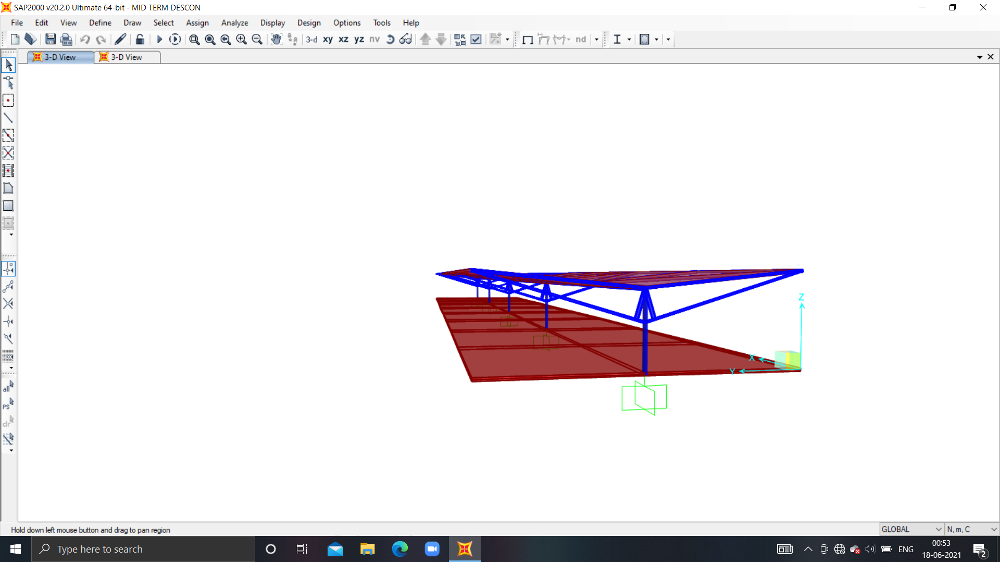 SAP2000 v20.2.0 Ultimate 64-bit - MID TERM DESCON
File Edit View Define Draw Select Assign Analyze Display Design Options Tools Help
3-d xy xz yz nv nd
3-D View 3-D View
all
PS
clr
Z
X
Y
Hold down left mouse button and drag to pan region
GLOBAL N, m, C
Type here to search
ENG
00:53
18-06-2021
2